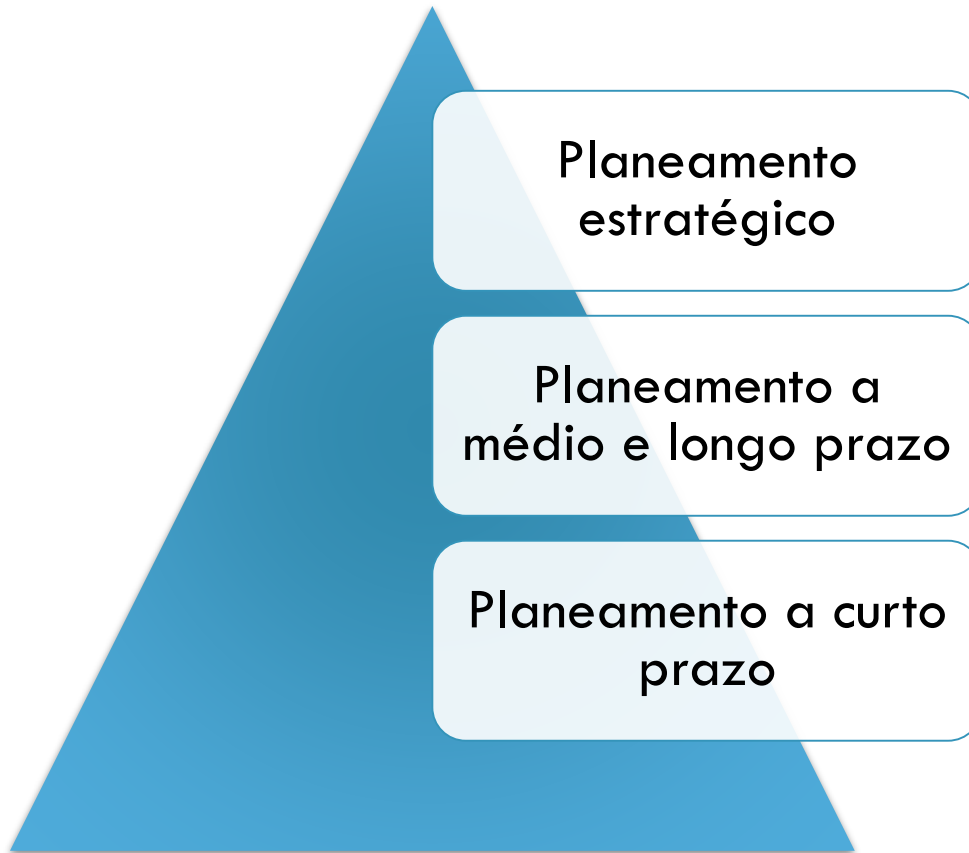 Planeamento
estratégico
Planeamento a
médio e longo prazo
Planeamento a curto
prazo